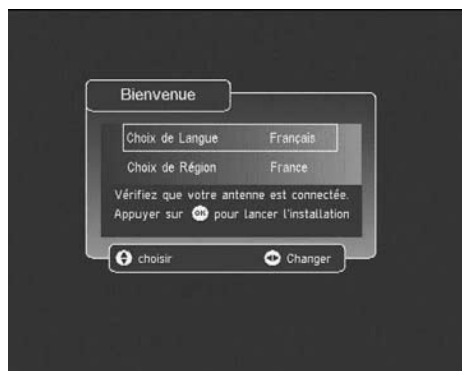 Bienvenue
Choix de Langue Français
Choix de Région France
Vérifiez que votre antenne est connectée.
Appuyer sur OK pour lancer l'installation
choisir Changer